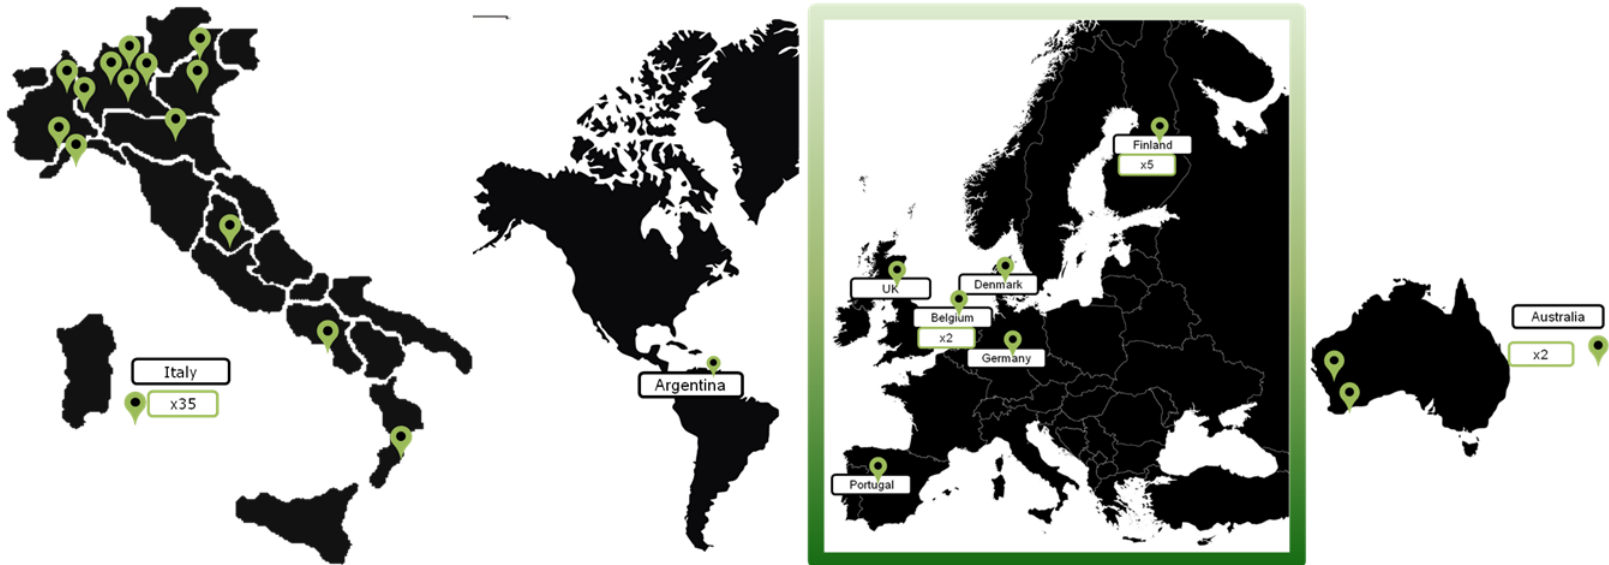 Italy
x35
Argentina
Finland
x5
UK
Denmark
Belgium
x2
Germany
Portugal
Australia
x2